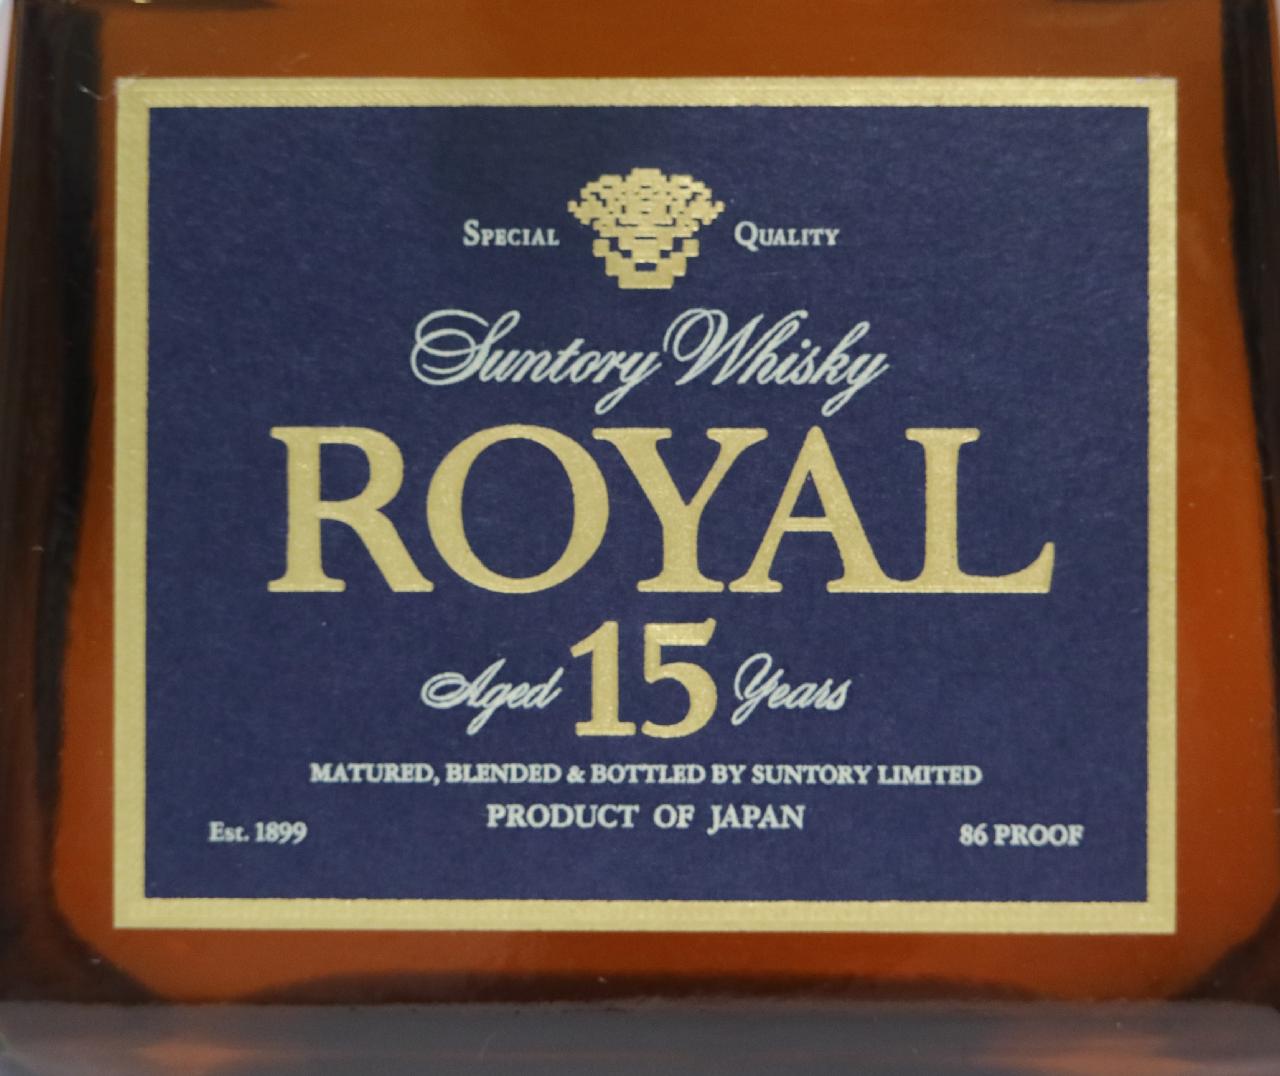 SPECIAL QUALITY
Suntory Whisky
ROYAL
Aged 15 Years
MATURED, BLENDED & BOTTLED BY SUNTORY LIMITED
PRODUCT OF JAPAN
Est. 1899 86 PROOF